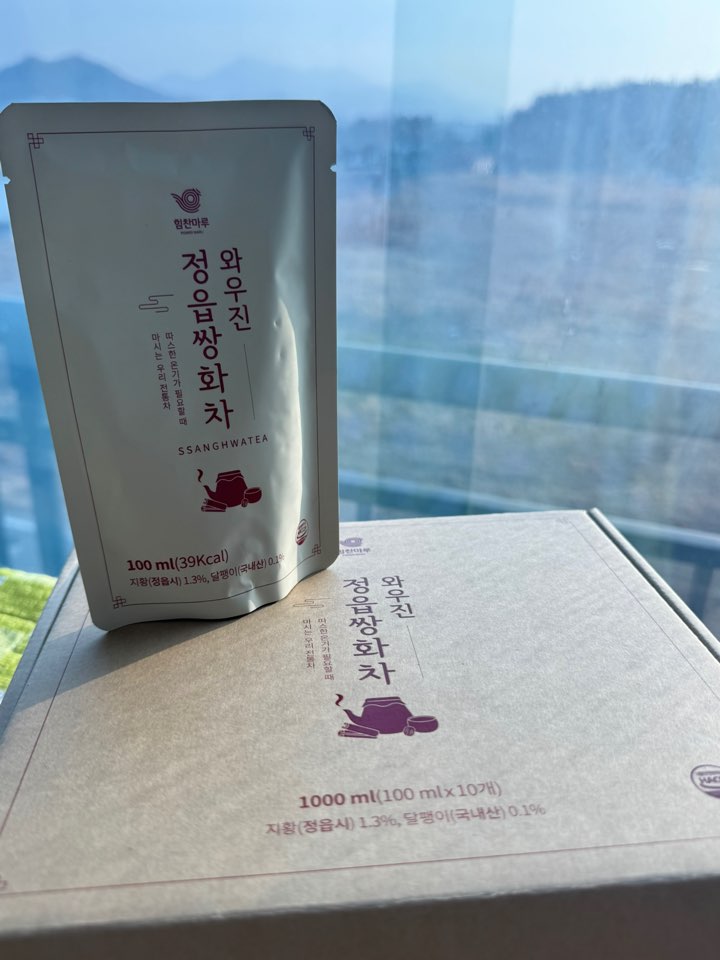 힘찬마루
와우진
정읍쌍화차
따스한 온기가 필요할 때
마시는 우리 전통차
SSANGHWATEA
100 ml(39Kcal)
지황(정읍시) 1.3%, 달팽이(국내산) 0.1%
힘찬마루
와우진
정읍쌍화차
따스한 온기가 필요할 때
마시는 우리 전통차
1000 ml(100 ml x 10개)
지황(정읍시) 1.3%, 달팽이(국내산) 0.1%